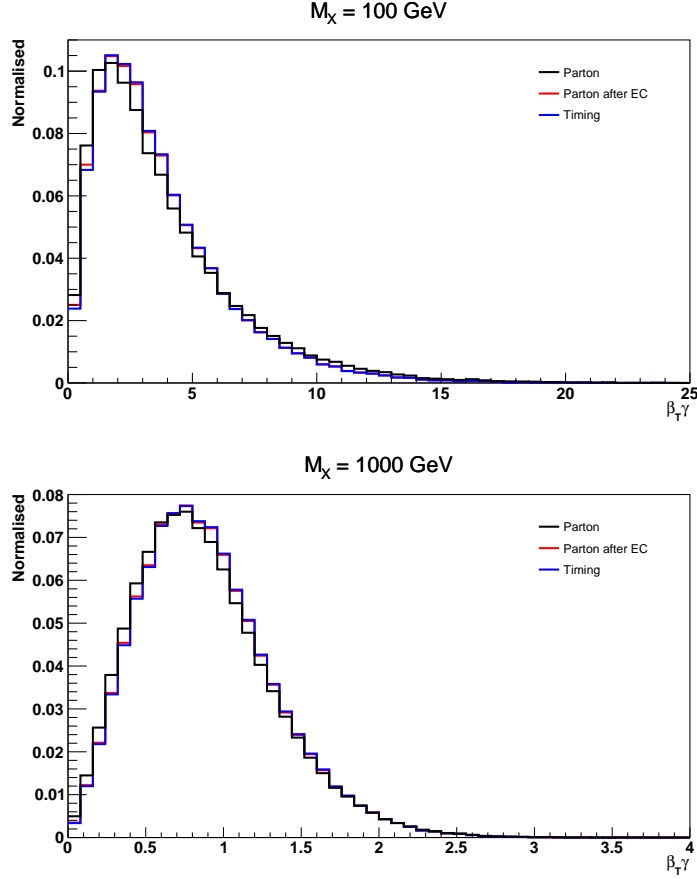 M_X = 100 GeV
Normalised
0.1
0.08
0.06
0.04
0.02
0
Parton
Parton after EC
Timing
0 5 10 15 20 25
β_Tγ
M_X = 1000 GeV
Normalised
0.08
0.07
0.06
0.05
0.04
0.03
0.02
0.01
0
Parton
Parton after EC
Timing
0 0.5 1 1.5 2 2.5 3 3.5 4
β_Tγ